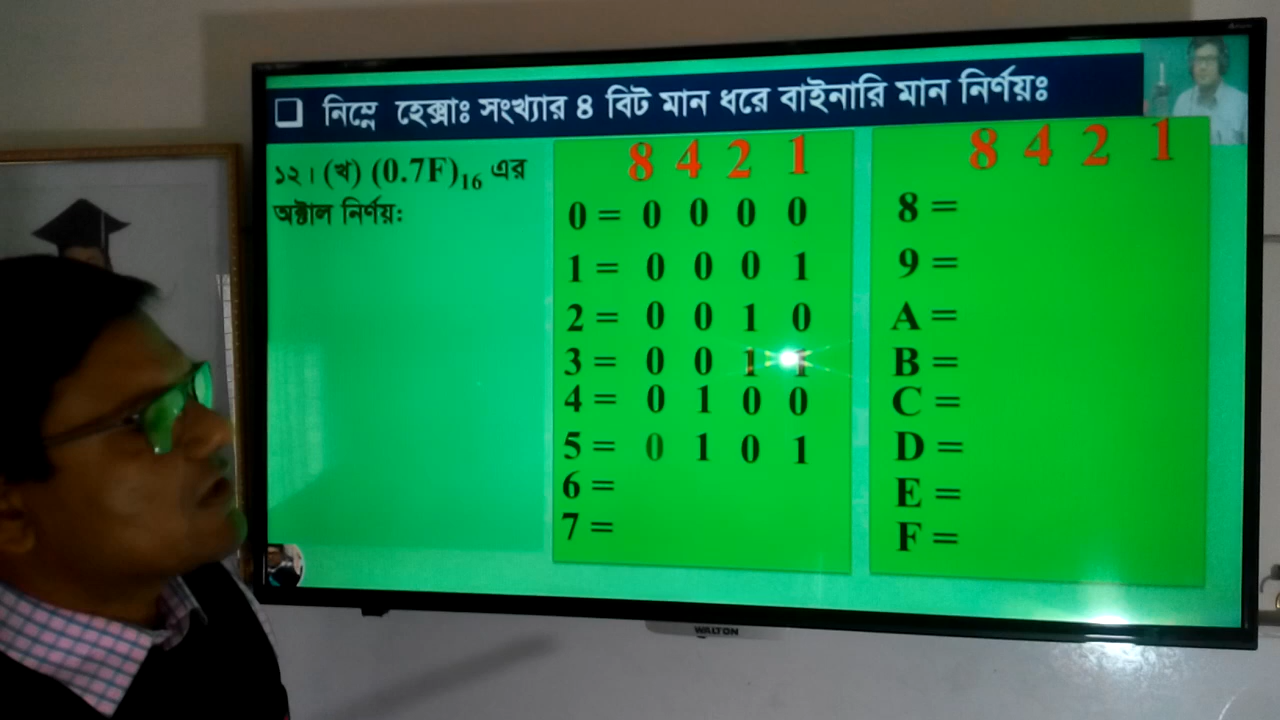 ❑ নিম্নে হেক্সাঃ সংখ্যার ৪ বিট মান ধরে বাইনারি মান নির্ণয়ঃ
১২। (খ) (0.7F)₁₆ এর
অক্টাল নির্ণয়ঃ
8 4 2 1
0 = 0 0 0 0
1 = 0 0 0 1
2 = 0 0 1 0
3 = 0 0 1 1
4 = 0 1 0 0
5 = 0 1 0 1
6 =
7 =
8 4 2 1
8 =
9 =
A =
B =
C =
D =
E =
F =
WALTON